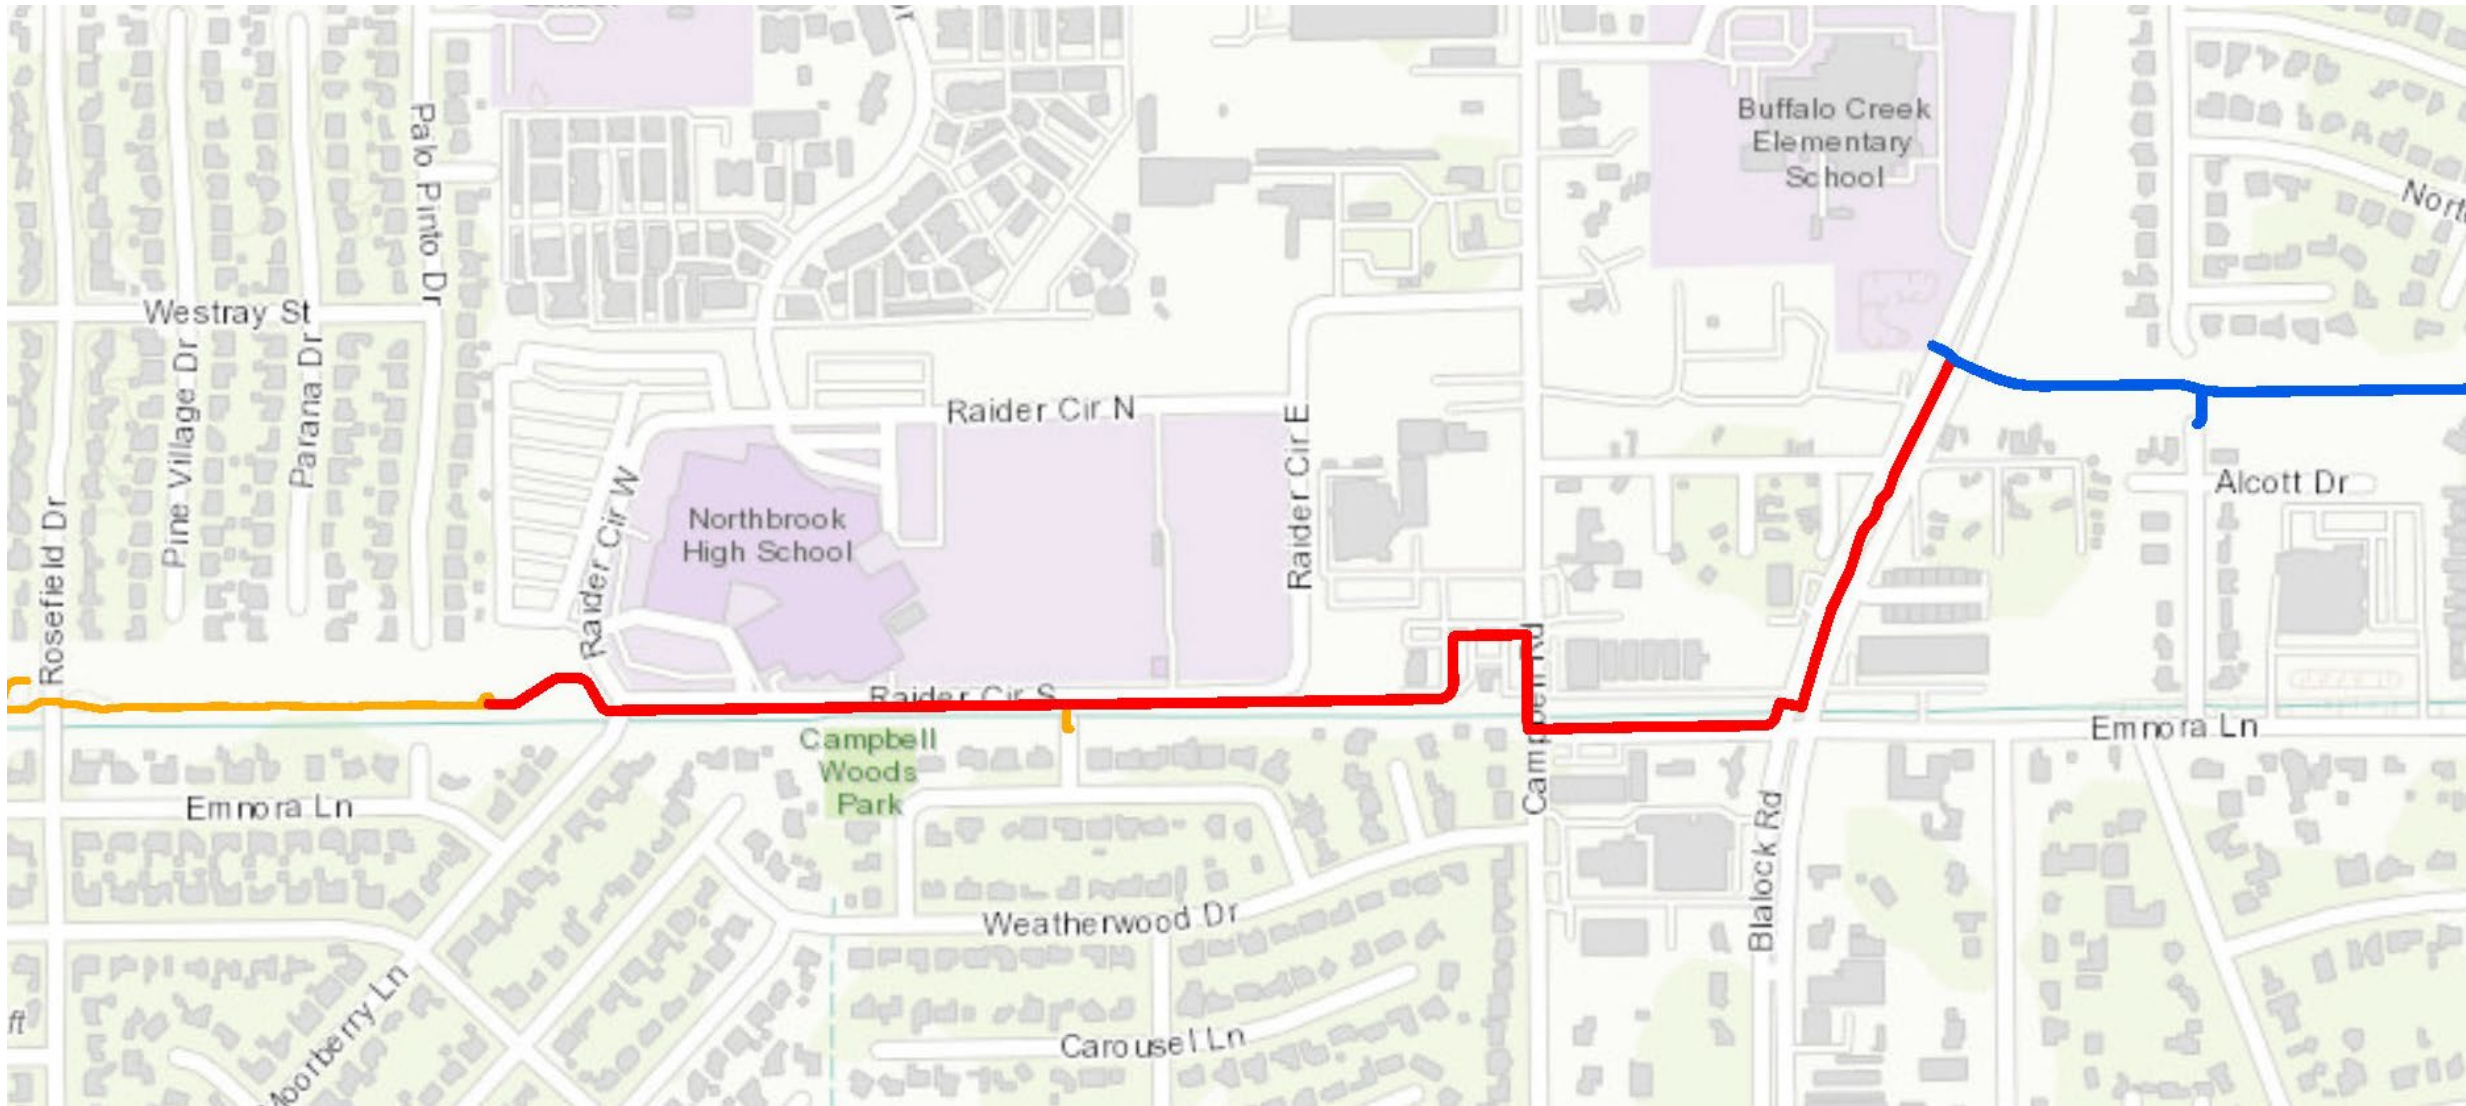 Buffalo Creek
Elementary
School
Palo Pinto Dr
Westray St
Pine Village Dr
Parana Dr
Rosefield Dr
Raider Cir N
Raider Cir W
Raider Cir E
Northbrook
High School
Alcott Dr
Raider Cir S
Campbell Rd
Emnora Ln
Campbell
Woods
Park
Emnora Ln
Blalock Rd
Weatherwood Dr
Moorberry Ln
Carousel Ln